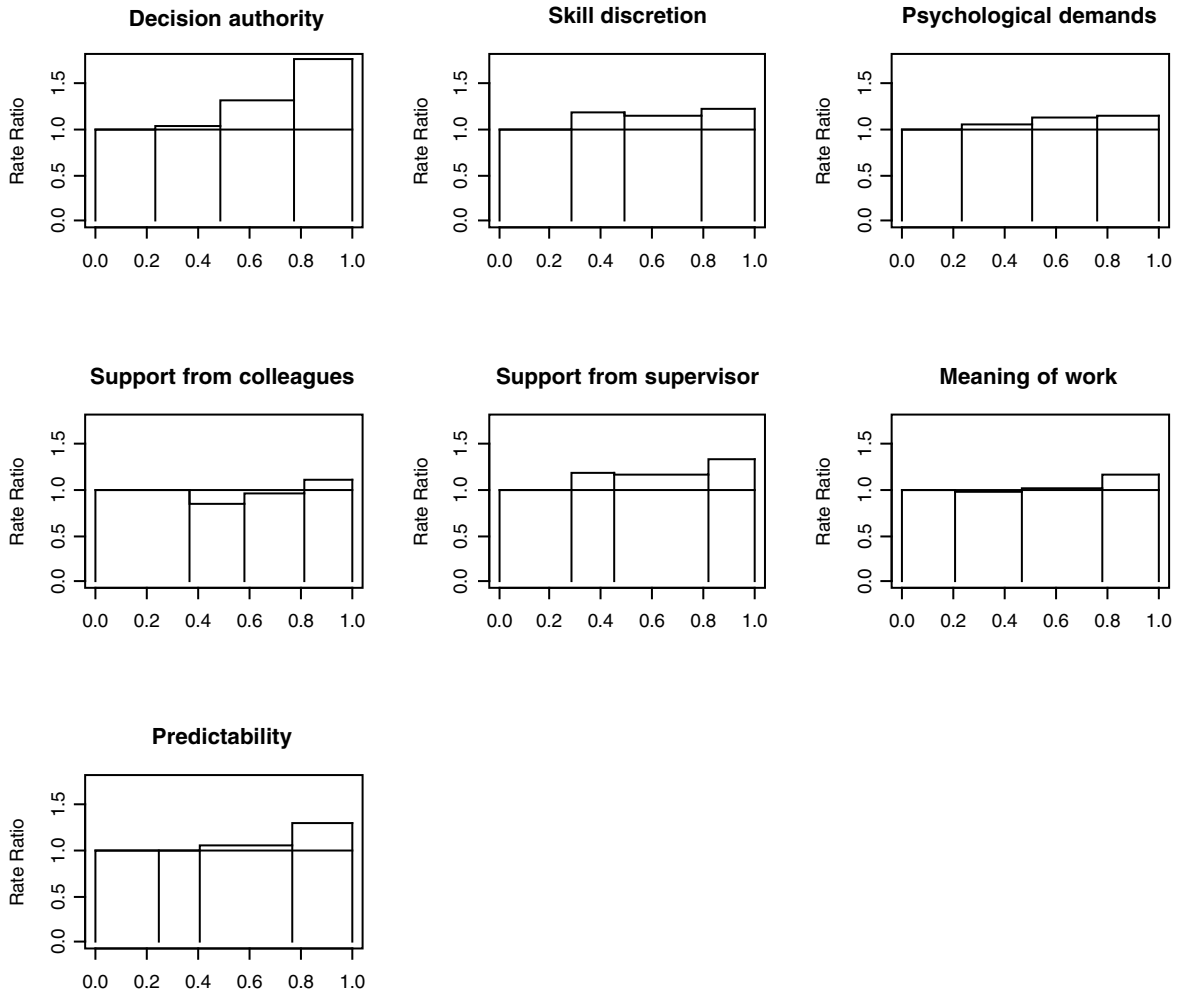 Decision authority
Rate Ratio
0.0 0.5 1.0 1.5
0.0 0.2 0.4 0.6 0.8 1.0
Skill discretion
Rate Ratio
0.0 0.5 1.0 1.5
0.0 0.2 0.4 0.6 0.8 1.0
Psychological demands
Rate Ratio
0.0 0.5 1.0 1.5
0.0 0.2 0.4 0.6 0.8 1.0
Support from colleagues
Rate Ratio
0.0 0.5 1.0 1.5
0.0 0.2 0.4 0.6 0.8 1.0
Support from supervisor
Rate Ratio
0.0 0.5 1.0 1.5
0.0 0.2 0.4 0.6 0.8 1.0
Meaning of work
Rate Ratio
0.0 0.5 1.0 1.5
0.0 0.2 0.4 0.6 0.8 1.0
Predictability
Rate Ratio
0.0 0.5 1.0 1.5
0.0 0.2 0.4 0.6 0.8 1.0